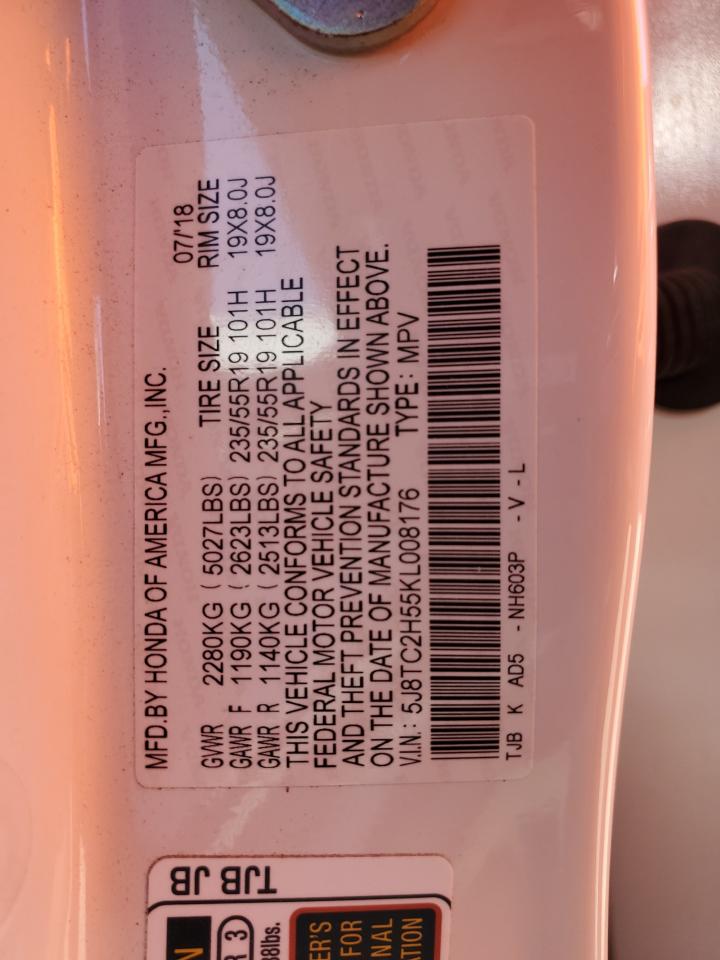 MFD.BY HONDA OF AMERICA MFG.,INC.
07/'18
TIRE SIZE RIM SIZE
GVWR 2280KG ( 5027LBS)
GAWR F 1190KG ( 2623LBS) 235/55R19 101H 19X8.0J
GAWR R 1140KG ( 2513LBS) 235/55R19 101H 19X8.0J
THIS VEHICLE CONFORMS TO ALL APPLICABLE
FEDERAL MOTOR VEHICLE SAFETY
AND THEFT PREVENTION STANDARDS IN EFFECT
ON THE DATE OF MANUFACTURE SHOWN ABOVE.
V.I.N.: 5J8TC2H55KL008176 TYPE: MPV
TJB K AD5 - NH603P - V - L
TJB JB